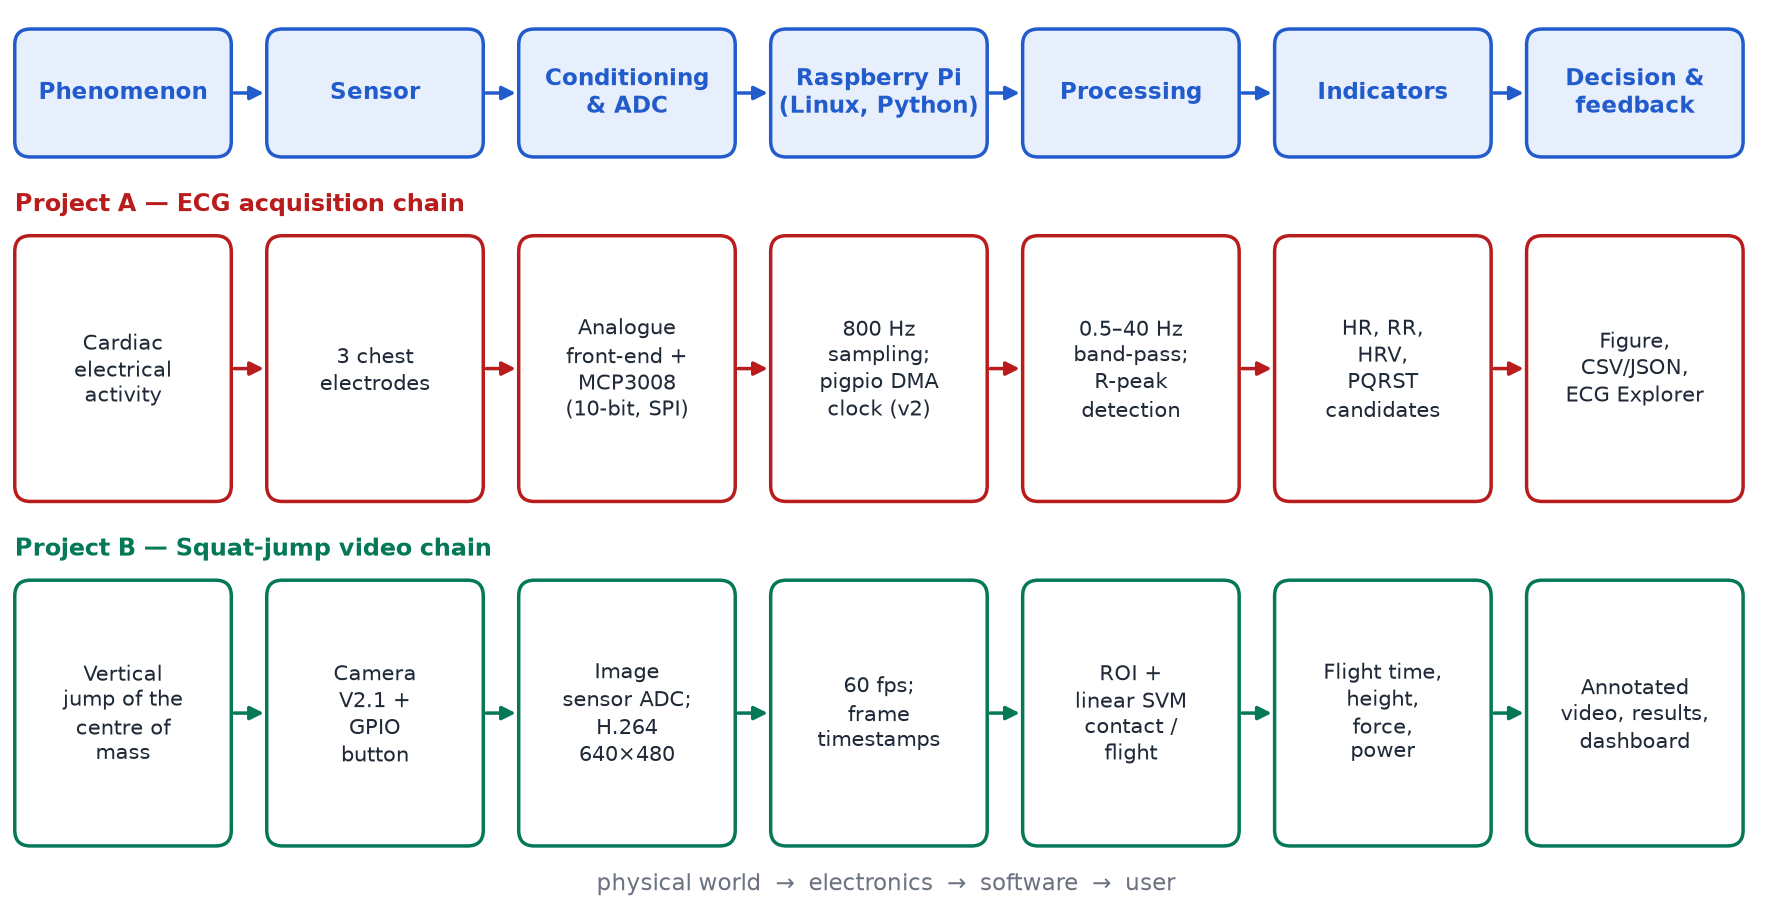 Phenomenon
Sensor
Conditioning
& ADC
Raspberry Pi
(Linux, Python)
Processing
Indicators
Decision &
feedback
Project A — ECG acquisition chain
Cardiac
electrical
activity
3 chest
electrodes
Analogue
front-end +
MCP3008
(10-bit, SPI)
800 Hz
sampling;
pigpio DMA
clock (v2)
0.5–40 Hz
band-pass;
R-peak
detection
HR, RR,
HRV,
PQRST
candidates
Figure,
CSV/JSON,
ECG Explorer
Project B — Squat-jump video chain
Vertical
jump of the
centre of
mass
Camera
V2.1 +
GPIO
button
Image
sensor ADC;
H.264
640×480
60 fps;
frame
timestamps
ROI +
linear SVM
contact /
flight
Flight time,
height,
force,
power
Annotated
video, results,
dashboard
physical world → electronics → software → user